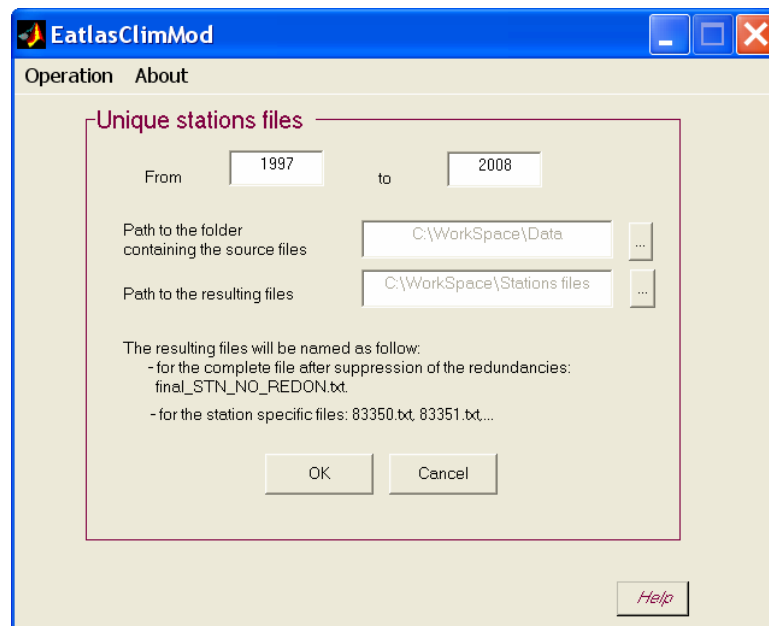 EatlasClimMod
Operation About
Unique stations files
From 1997 to 2008
Path to the folder
containing the source files
C:\WorkSpace\Data ...
Path to the resulting files C:\WorkSpace\Stations files ...
The resulting files will be named as follow:
- for the complete file after suppression of the redundancies:
final_STN_NO_REDON.txt.
- for the station specific files: 83350.txt, 83351.txt,...
OK Cancel
Help